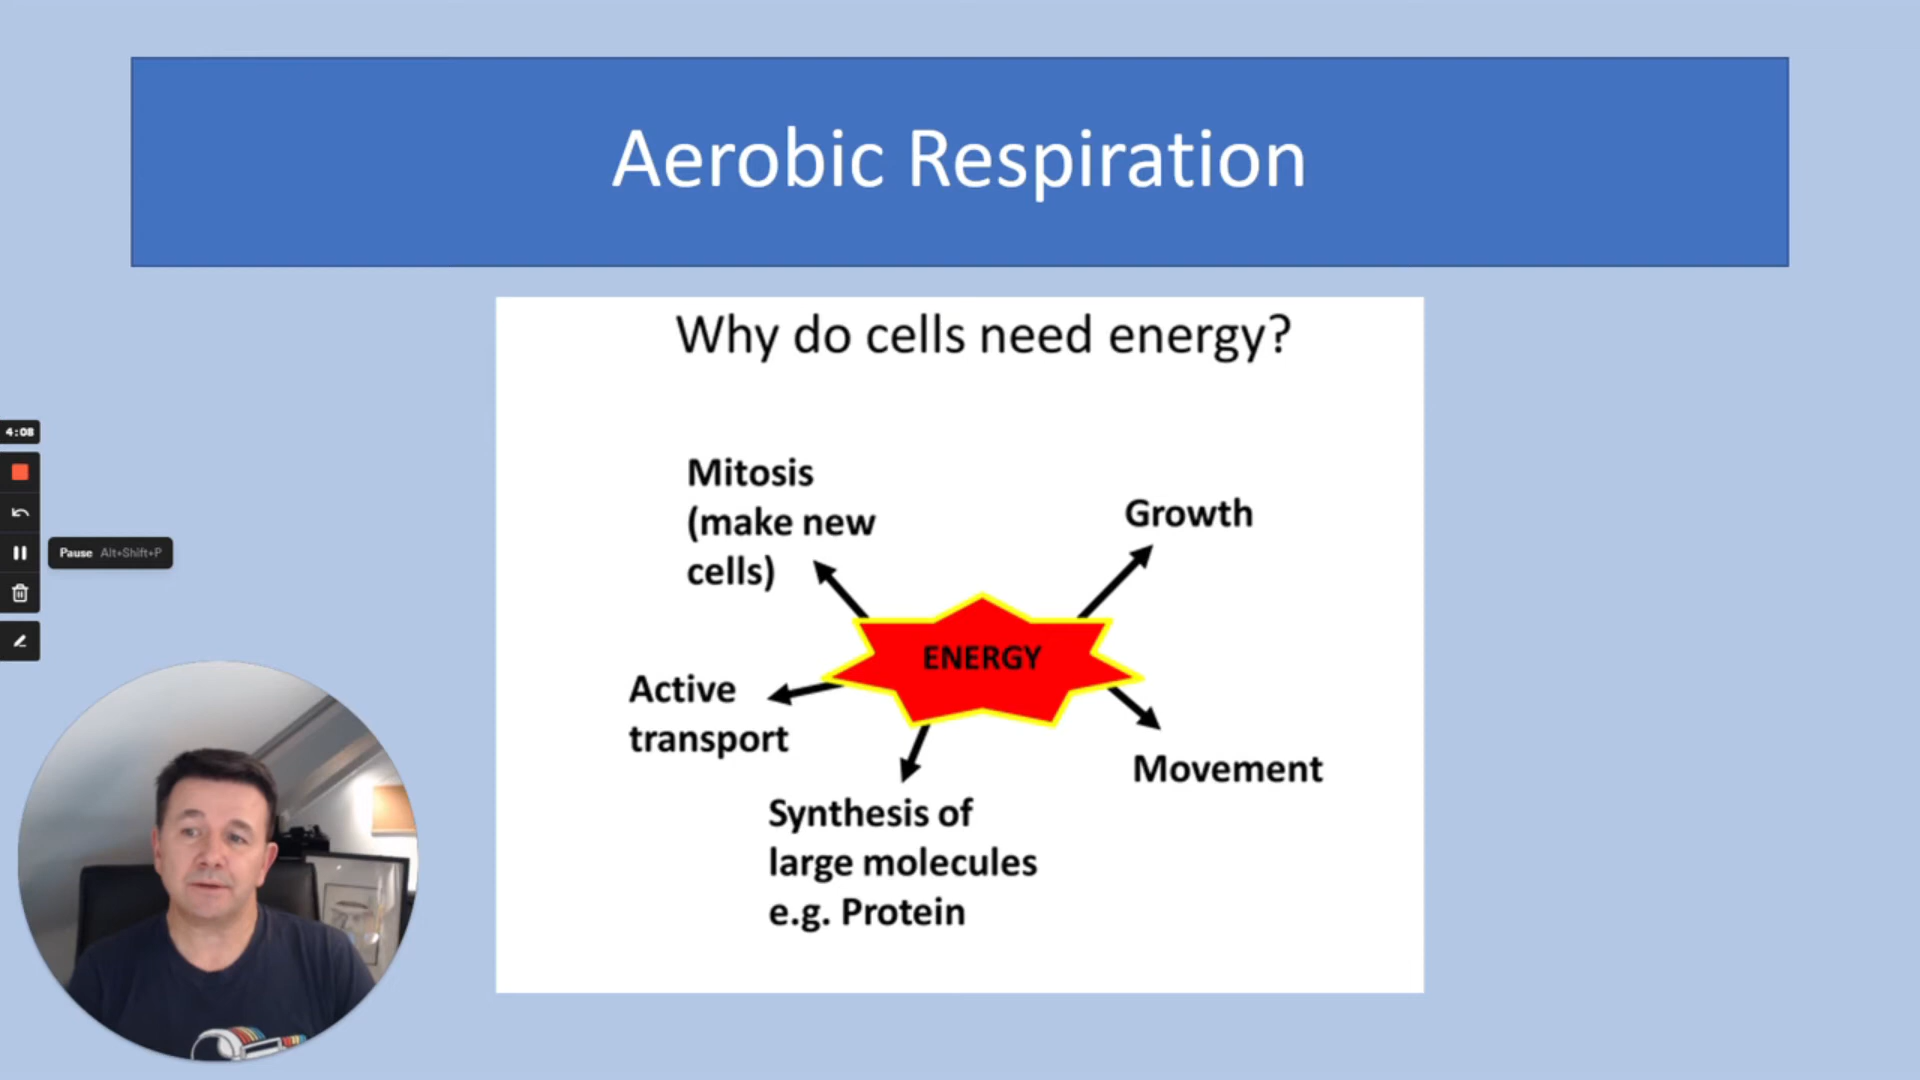 Aerobic Respiration
Why do cells need energy?
Mitosis
(make new
cells)
Growth
ENERGY
Active
transport
Movement
Synthesis of
large molecules
e.g. Protein
4:08
Pause Alt+Shift+P